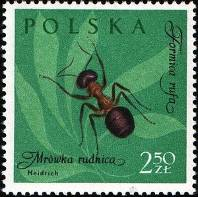 POLSKA
Formica rufa
Mrówka rudnica
Heidrich
2 50
ZŁ